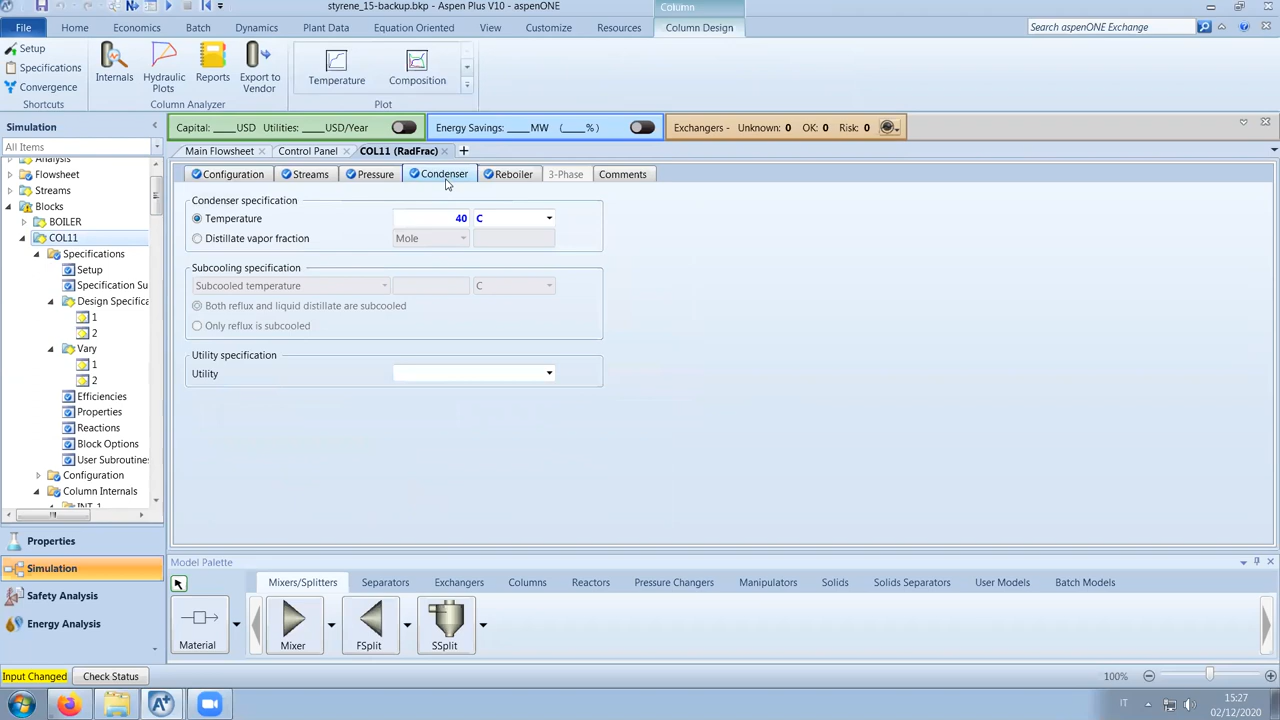 styrene_15-backup.bkp - Aspen Plus V10 - aspenONE
Column
File Home Economics Batch Dynamics Plant Data Equation Oriented View Customize Resources Column Design
Search aspenONE Exchange
Setup
Specifications
Convergence
Shortcuts
Internals
Hydraulic Plots
Reports
Export to Vendor
Column Analyzer
Temperature
Composition
Plot
Simulation
All Items
Capital: ____USD Utilities: ____USD/Year
Energy Savings: ____MW (____%)
Exchangers - Unknown: 0 OK: 0 Risk: 0
Main Flowsheet Control Panel COL11 (RadFrac) +
Configuration Streams Pressure Condenser Reboiler 3-Phase Comments
Analysis
Flowsheet
Streams
Blocks
BOILER
COL11
Specifications
Setup
Specification Su
Design Specifica
1
2
Vary
1
2
Efficiencies
Properties
Reactions
Block Options
User Subroutine
Configuration
Column Internals
INT-1
Condenser specification
Temperature 40 C
Distillate vapor fraction Mole
Subcooling specification
Subcooled temperature C
Both reflux and liquid distillate are subcooled
Only reflux is subcooled
Utility specification
Utility
Properties
Simulation
Safety Analysis
Energy Analysis
Model Palette
Mixers/Splitters Separators Exchangers Columns Reactors Pressure Changers Manipulators Solids Solids Separators User Models Batch Models
Material Mixer FSplit SSplit
Input Changed Check Status
100%
IT
15:27
02/12/2020